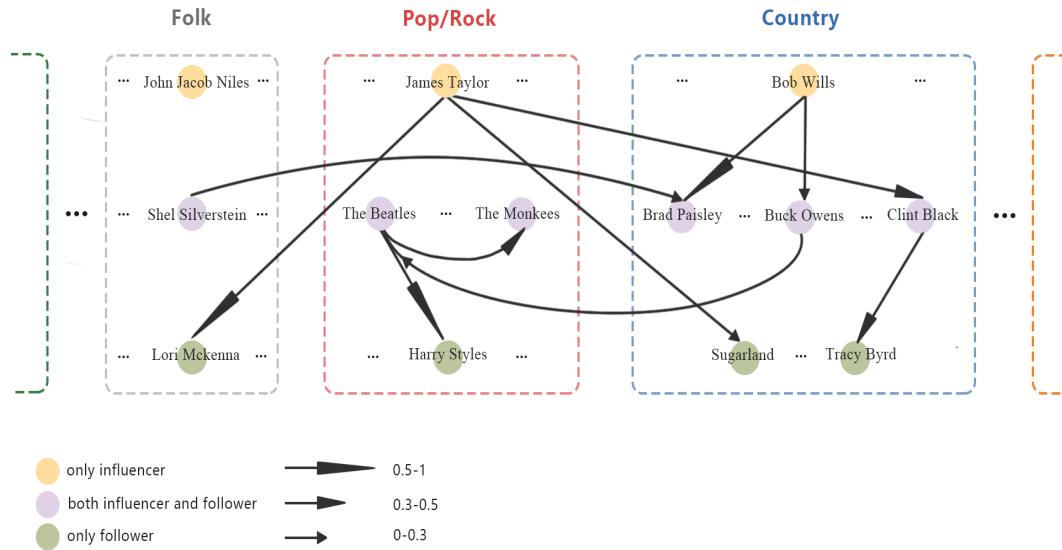 Folk Pop/Rock Country
... John Jacob Niles ... ... James Taylor ... ... Bob Wills ...
... ... Shel Silverstein ... The Beatles ... The Monkees Brad Paisley ... Buck Owens ... Clint Black ...
... Lori Mckenna ... ... Harry Styles ... Sugarland ... Tracy Byrd
only influencer 0.5-1
both influencer and follower 0.3-0.5
only follower 0-0.3